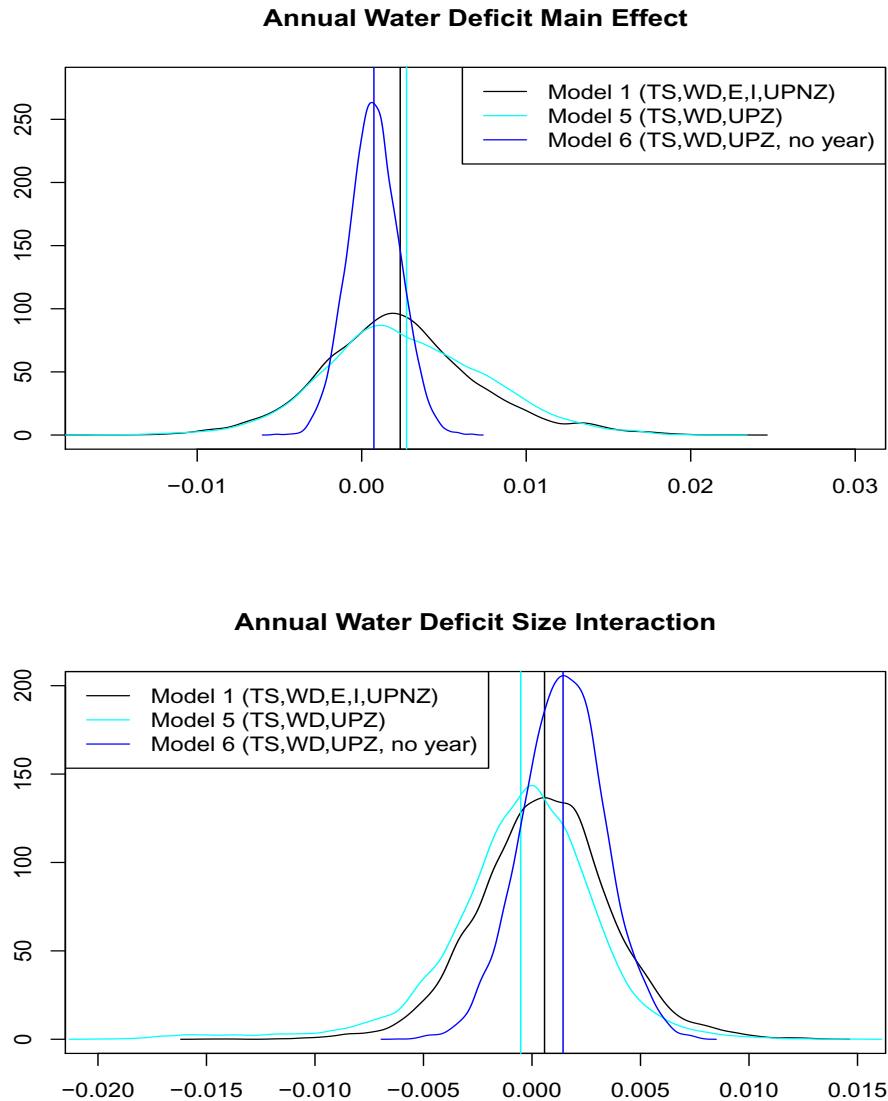 Annual Water Deficit Main Effect
Model 1 (TS,WD,E,I,UPNZ)
Model 5 (TS,WD,UPZ)
Model 6 (TS,WD,UPZ, no year)
250
200
150
100
50
0
−0.01 0.00 0.01 0.02 0.03
Annual Water Deficit Size Interaction
Model 1 (TS,WD,E,I,UPNZ)
Model 5 (TS,WD,UPZ)
Model 6 (TS,WD,UPZ, no year)
200
150
100
50
0
−0.020 −0.015 −0.010 −0.005 0.000 0.005 0.010 0.015